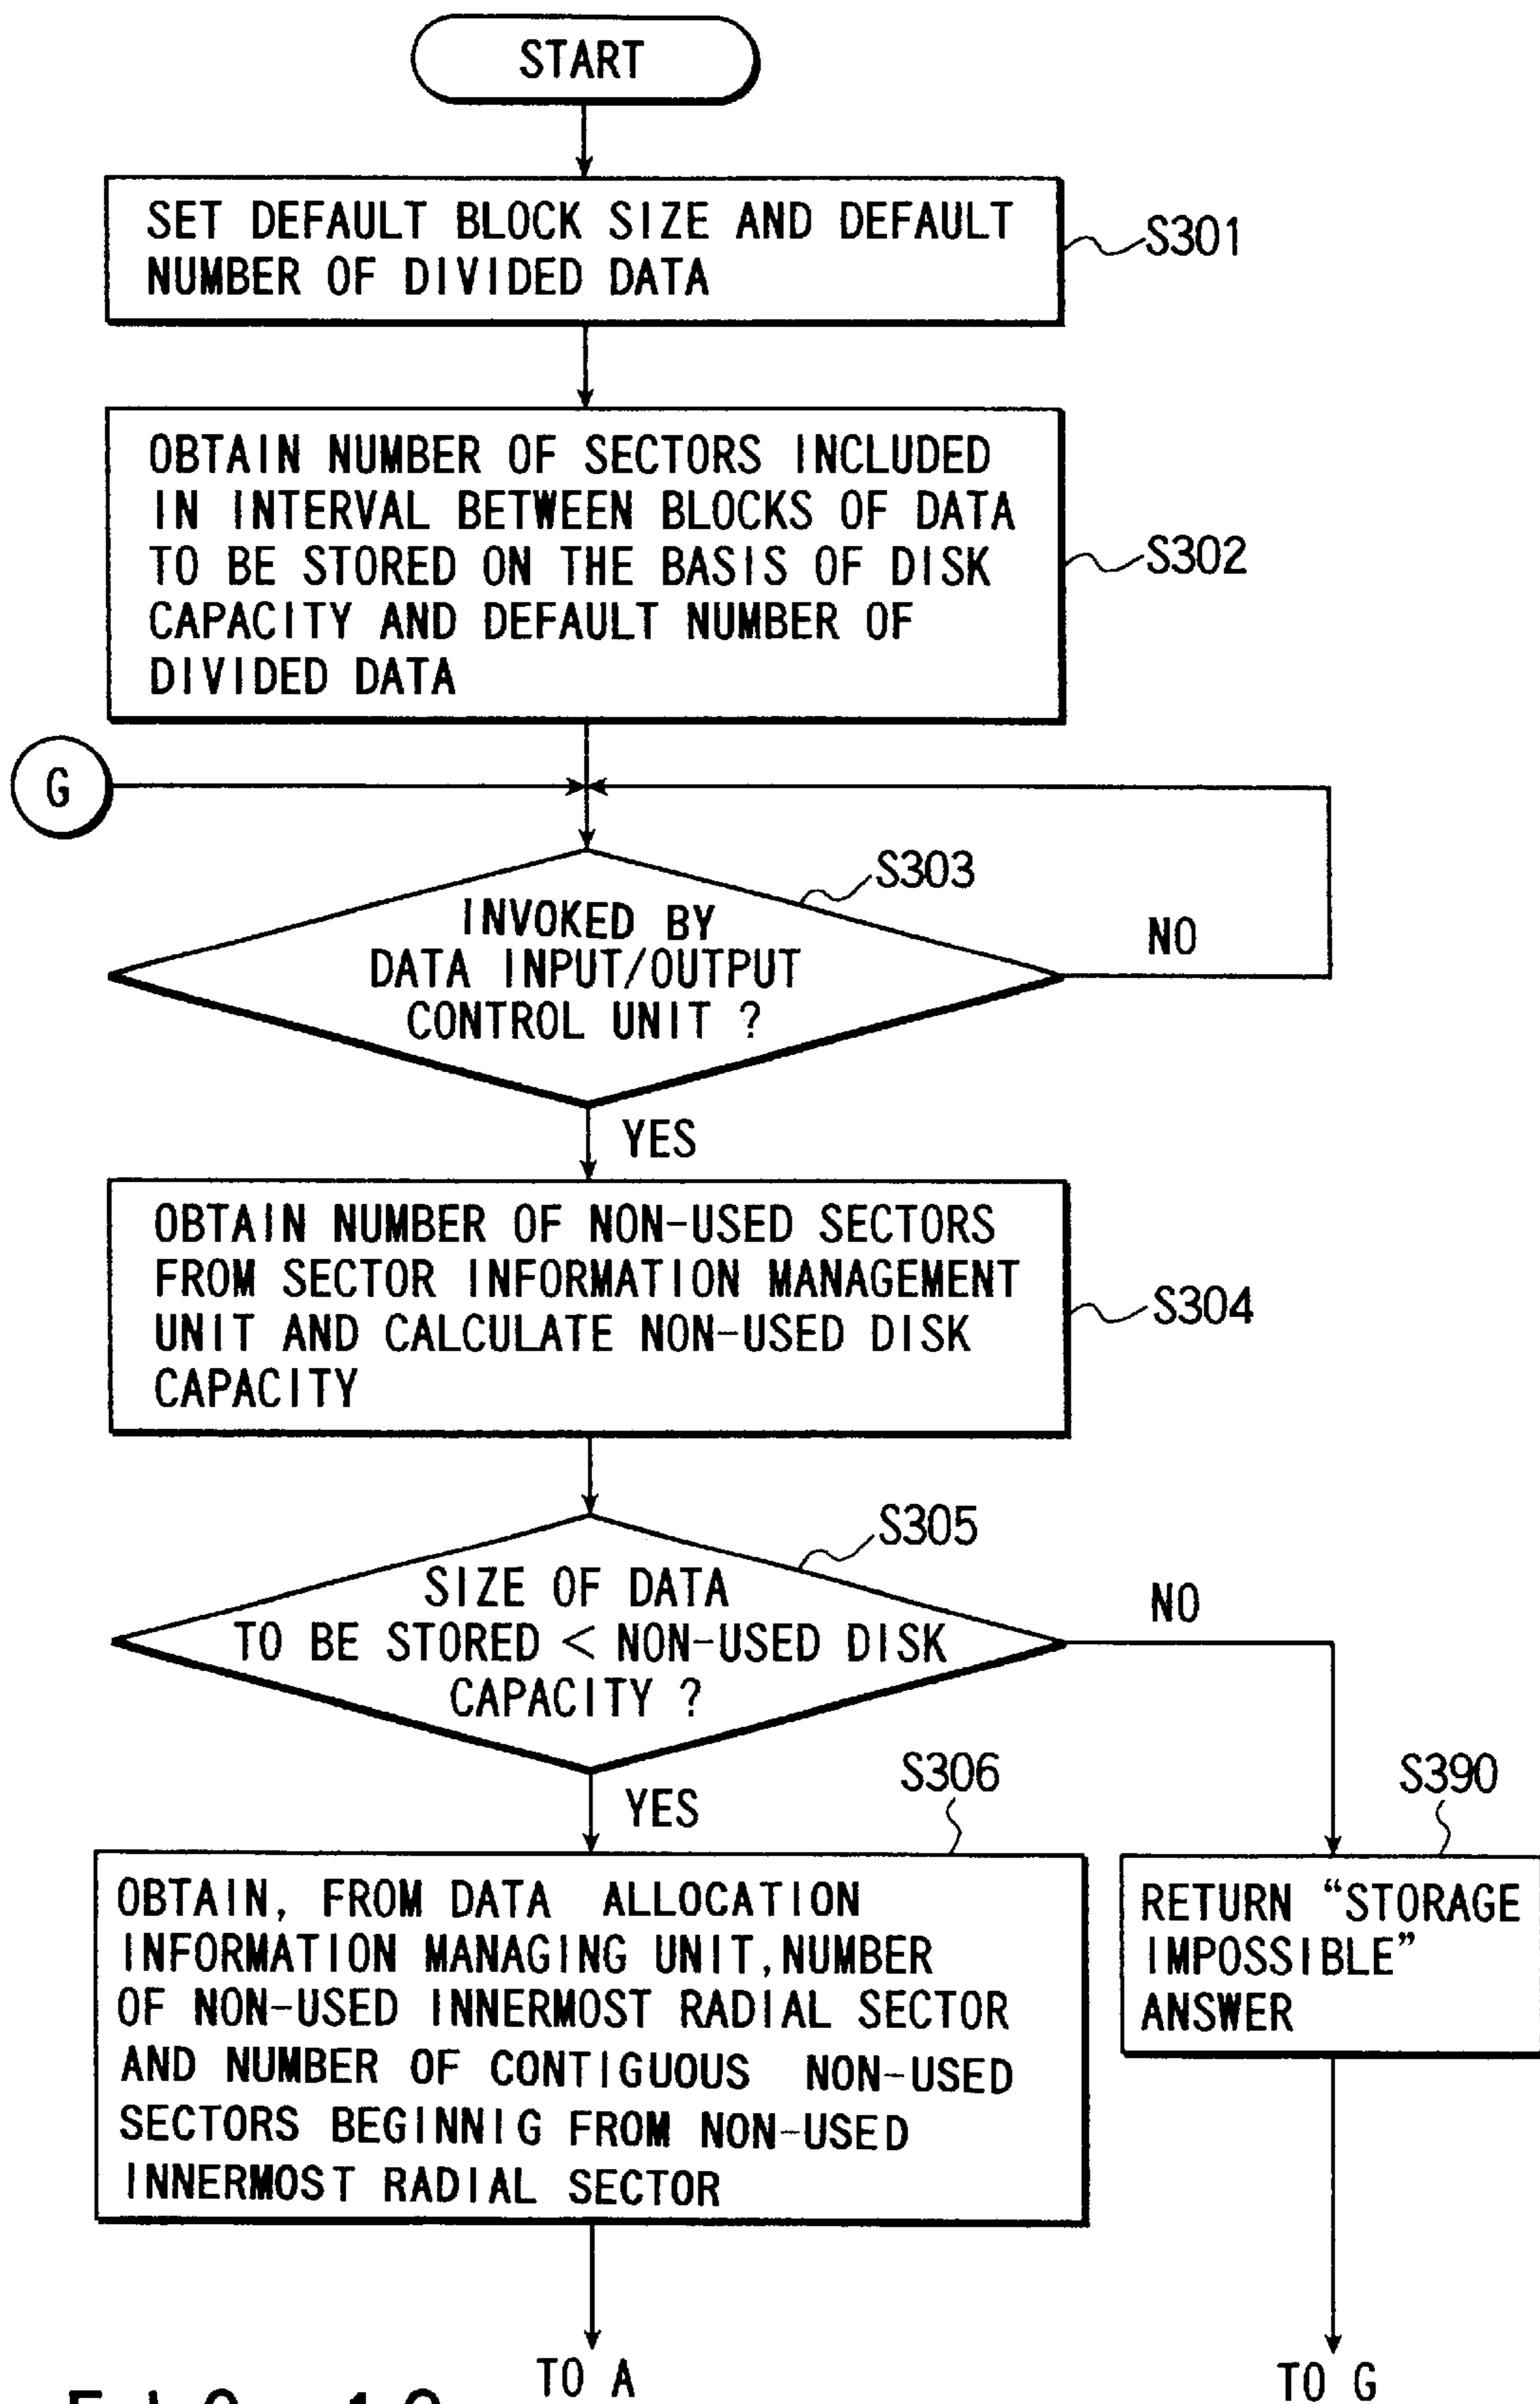 START
SET DEFAULT BLOCK SIZE AND DEFAULT
NUMBER OF DIVIDED DATA
S301
OBTAIN NUMBER OF SECTORS INCLUDED
IN INTERVAL BETWEEN BLOCKS OF DATA
TO BE STORED ON THE BASIS OF DISK
CAPACITY AND DEFAULT NUMBER OF
DIVIDED DATA
S302
G
S303
INVOKED BY
DATA INPUT/OUTPUT
CONTROL UNIT ?
NO
YES
OBTAIN NUMBER OF NON-USED SECTORS
FROM SECTOR INFORMATION MANAGEMENT
UNIT AND CALCULATE NON-USED DISK
CAPACITY
S304
S305
SIZE OF DATA
TO BE STORED < NON-USED DISK
CAPACITY ?
NO
YES
S306
S390
OBTAIN, FROM DATA ALLOCATION
INFORMATION MANAGING UNIT,NUMBER
OF NON-USED INNERMOST RADIAL SECTOR
AND NUMBER OF CONTIGUOUS NON-USED
SECTORS BEGINNIG FROM NON-USED
INNERMOST RADIAL SECTOR
RETURN “STORAGE
IMPOSSIBLE”
ANSWER
TO A
TO G